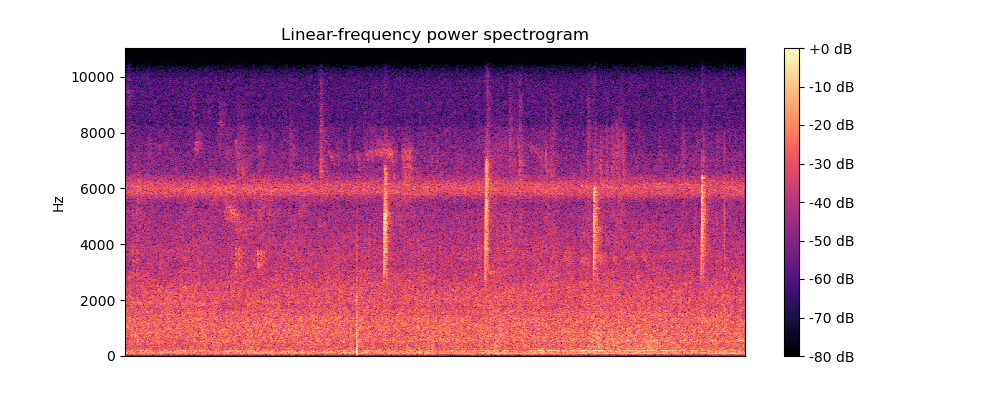 Linear-frequency power spectrogram
10000
8000
6000
4000
2000
0
Hz
+0 dB
-10 dB
-20 dB
-30 dB
-40 dB
-50 dB
-60 dB
-70 dB
-80 dB